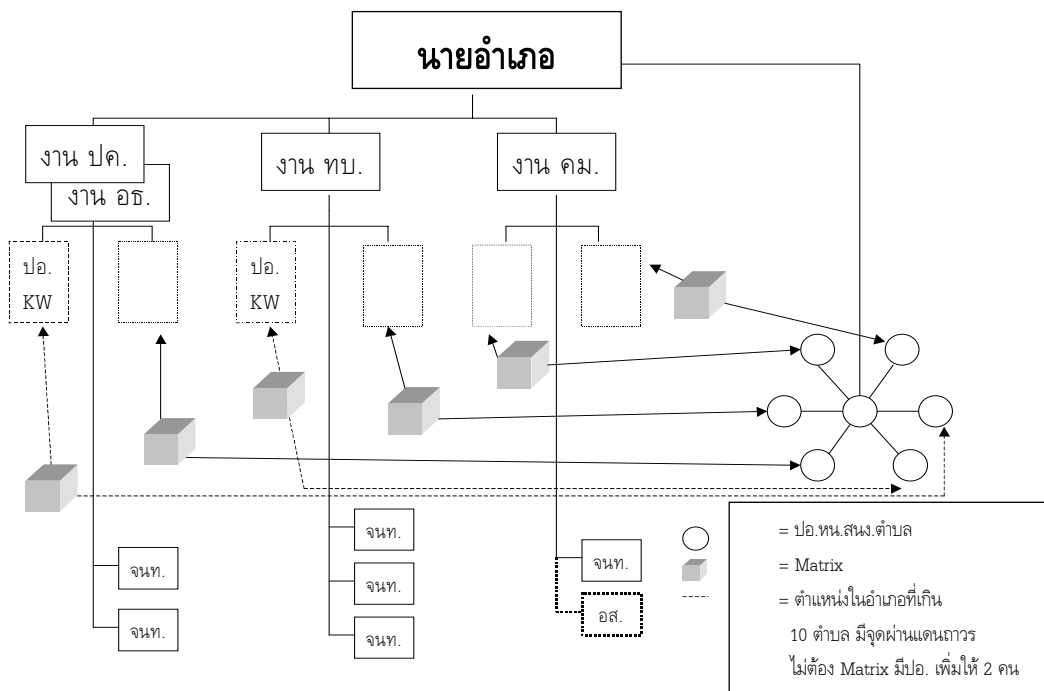 นายอำเภอ
งาน ปค.
งาน อธ.
งาน ทบ.
งาน คม.
ปอ.
KW
ปอ.
KW
จนท.
จนท.
จนท.
จนท.
จนท.
จนท.
อส.
= ปอ.หน.สนง.ตำบล
= Matrix
= ตำแหน่งในอำเภอที่เกิน
10 ตำบล มีจุดผ่านแดนถาวร
ไม่ต้อง Matrix มีปอ. เพิ่มให้ 2 คน